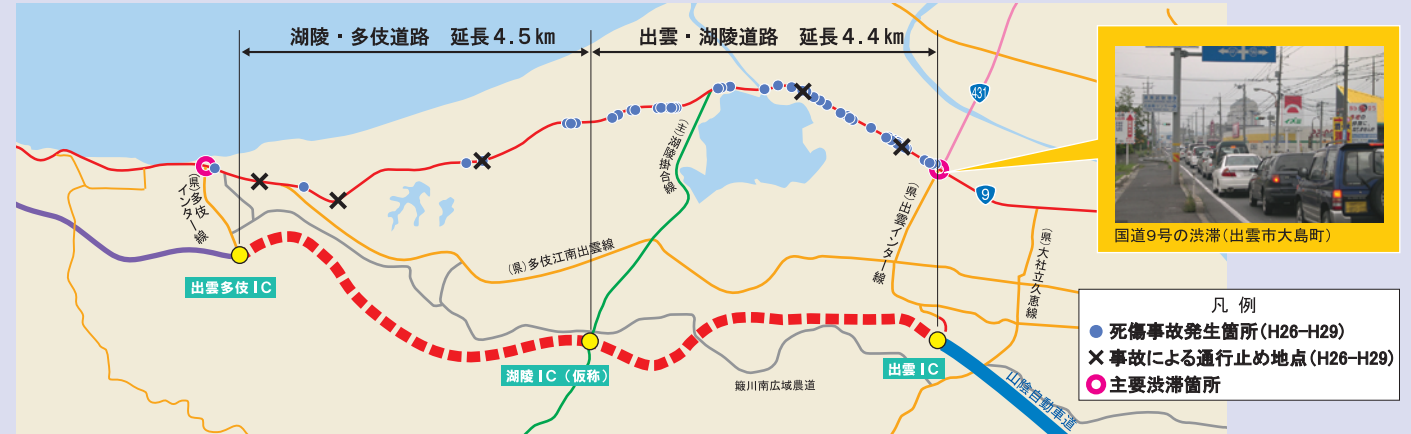 湖陵・多伎道路 延長4.5km
出雲・湖陵道路 延長4.4km
431
9
(主)湖陵掛合線
(県)多伎インター線
(県)多伎江南出雲線
(県)出雲インター線
(県)大社立久恵線
出雲多伎IC
湖陵IC(仮称)
出雲IC
簸川南広域農道
山陰自動車道
国道9号の渋滞(出雲市大島町)
凡例
死傷事故発生箇所(H26-H29)
事故による通行止め地点(H26-H29)
主要渋滞箇所